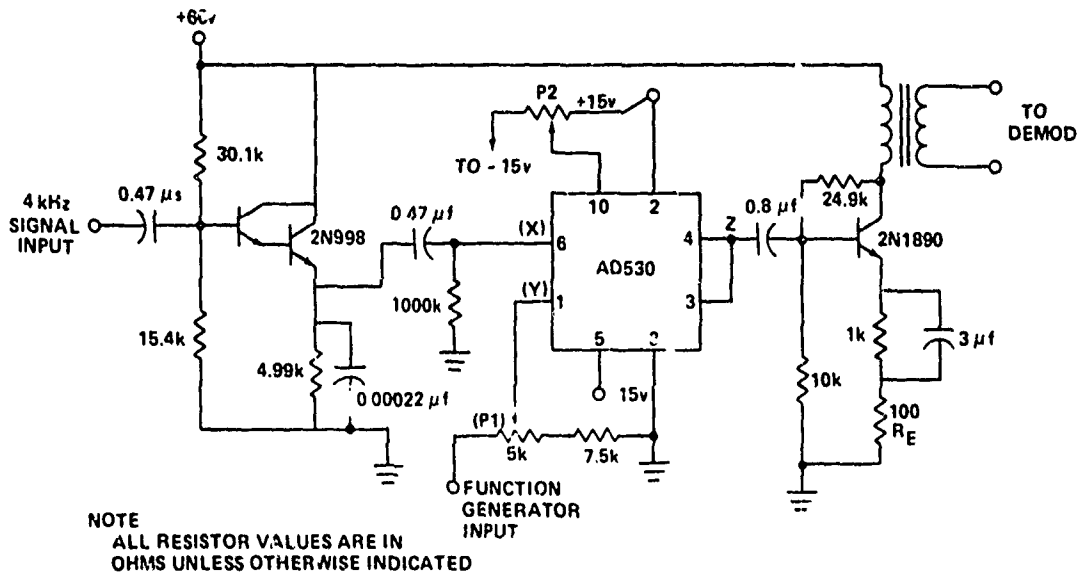 P2
+15v
TO - 15v
TO
DEMOD
30.1k
24.9k
0.47 μs
4 kHz
SIGNAL
INPUT
2N998
0.47 μf
(X)
10
2
6
4
Z
0.8 μf
2N1890
AD530
(Y)
1
3
1000k
5
15.4k
4.99k
0.00022 μf
15v
1k
3 μf
10k
(P1)
5k
7.5k
100
RE
FUNCTION
GENERATOR
INPUT
NOTE
ALL RESISTOR VALUES ARE IN
OHMS UNLESS OTHERWISE INDICATED